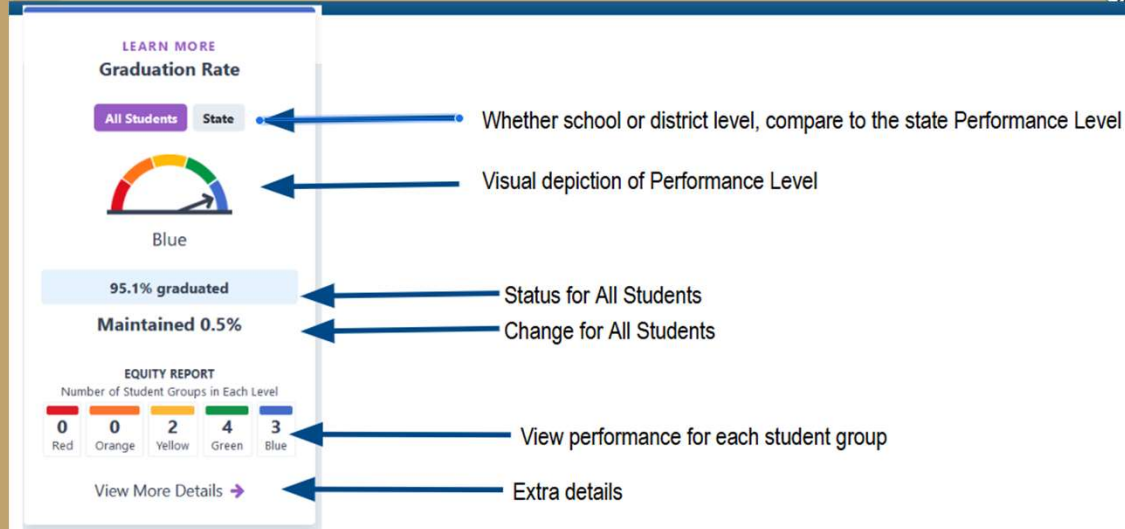 LEARN MORE
Graduation Rate
All Students State
Whether school or district level, compare to the state Performance Level
Visual depiction of Performance Level
Blue
95.1% graduated
Status for All Students
Maintained 0.5%
Change for All Students
EQUITY REPORT
Number of Student Groups in Each Level
0 0 2 4 3
Red Orange Yellow Green Blue
View performance for each student group
View More Details
Extra details